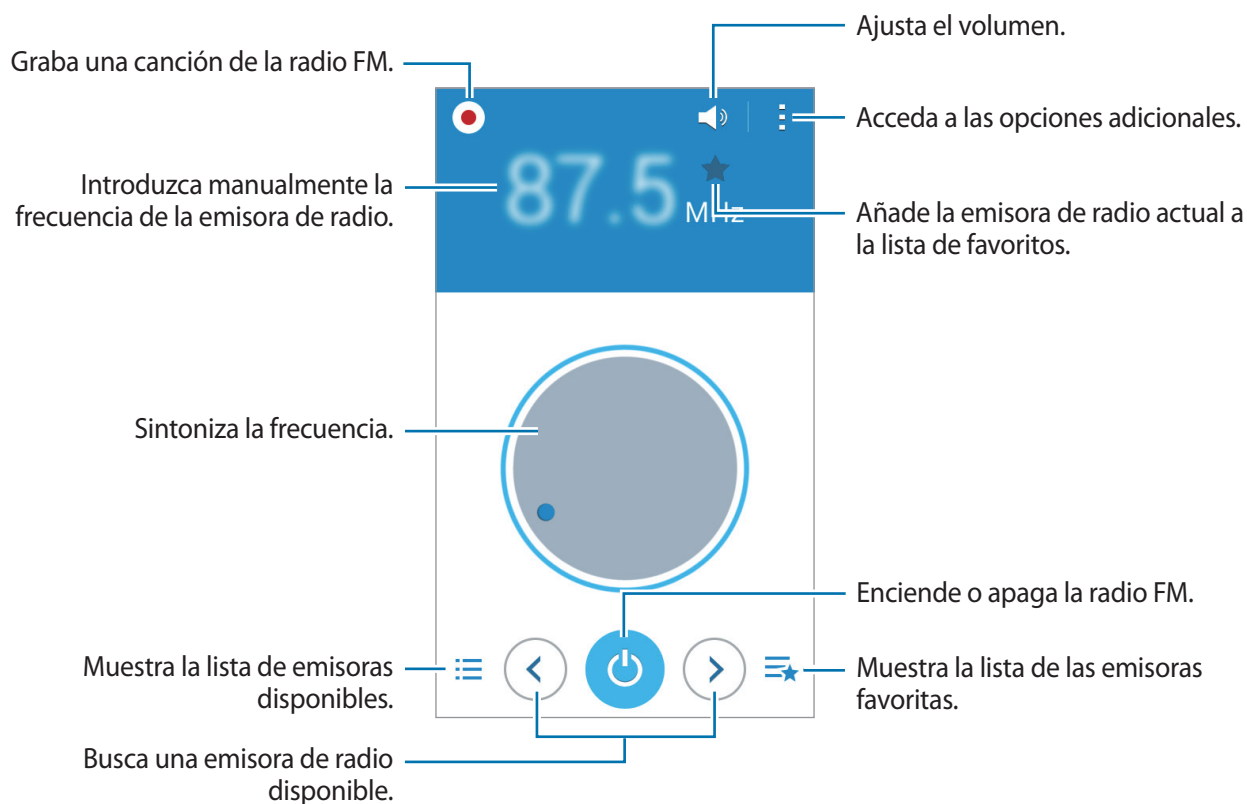 Ajusta el volumen.
Graba una canción de la radio FM.
Acceda a las opciones adicionales.
87.5 MHz
Introduzca manualmente la
frecuencia de la emisora de radio.
Añade la emisora de radio actual a
la lista de favoritos.
Sintoniza la frecuencia.
Enciende o apaga la radio FM.
Muestra la lista de emisoras
disponibles.
Muestra la lista de las emisoras
favoritas.
Busca una emisora de radio
disponible.